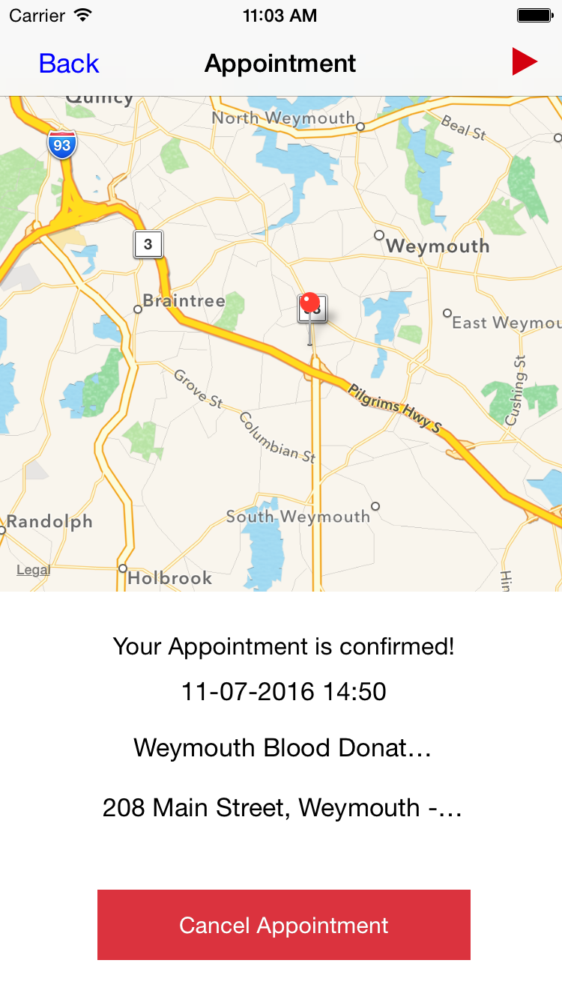 Carrier 11:03 AM
Back Appointment
Quincy
North Weymouth
Beal St
93
3
Weymouth
Braintree
East Weymou
Grove St
Cushing St
Pilgrims Hwy S
Columbian St
South Weymouth
Randolph
Legal
Holbrook
Hin
Your Appointment is confirmed!
11-07-2016 14:50
Weymouth Blood Donat...
208 Main Street, Weymouth -...
Cancel Appointment